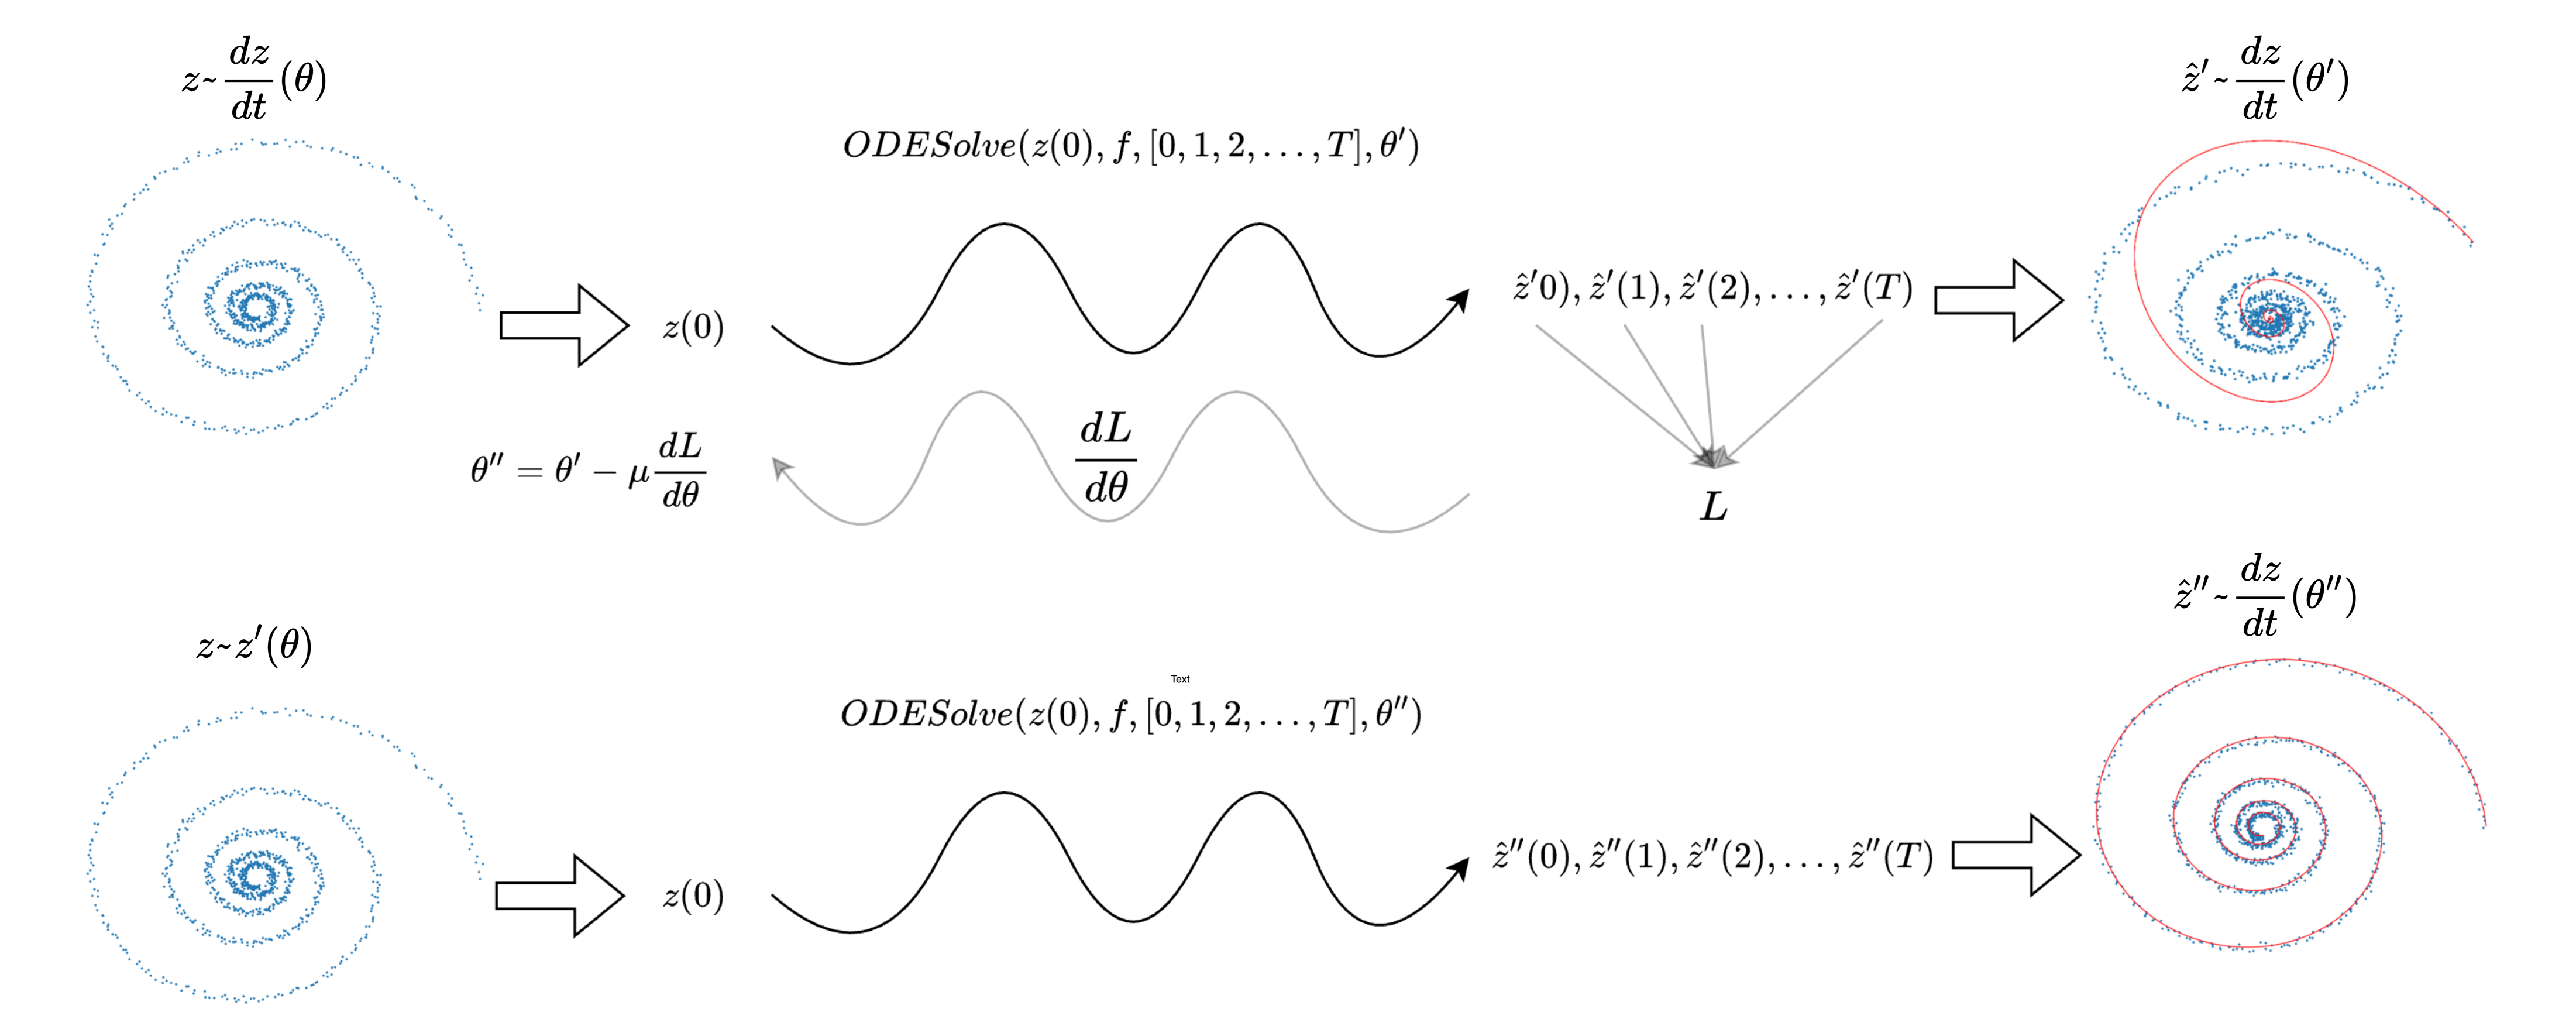 z~ dz/dt (θ)
ẑ′~ dz/dt (θ′)
ODESolve(z(0), f, [0, 1, 2, . . . , T], θ′)
z(0)
ẑ′0), ẑ′(1), ẑ′(2), . . . , ẑ′(T)
θ″ = θ′ − μ dL/dθ
dL/dθ
L
z~z′(θ)
ẑ″~ dz/dt (θ″)
Text
ODESolve(z(0), f, [0, 1, 2, . . . , T], θ″)
z(0)
ẑ″(0), ẑ″(1), ẑ″(2), . . . , ẑ″(T)